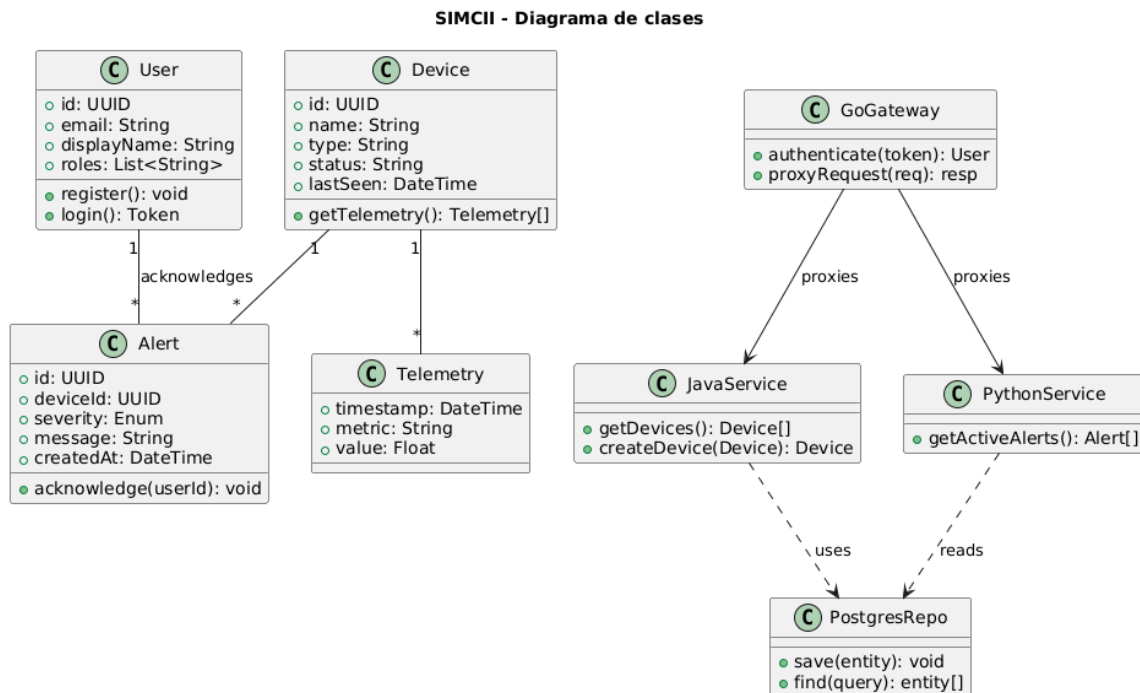 SIMCII - Diagrama de clases
C User
id: UUID
email: String
displayName: String
roles: List<String>
register(): void
login(): Token
C Device
id: UUID
name: String
type: String
status: String
lastSeen: DateTime
getTelemetry(): Telemetry[]
C GoGateway
authenticate(token): User
proxyRequest(req): resp
1
acknowledges
*
1
*
1
*
proxies
proxies
C Alert
id: UUID
deviceId: UUID
severity: Enum
message: String
createdAt: DateTime
acknowledge(userId): void
C Telemetry
timestamp: DateTime
metric: String
value: Float
C JavaService
getDevices(): Device[]
createDevice(Device): Device
C PythonService
getActiveAlerts(): Alert[]
uses
reads
C PostgresRepo
save(entity): void
find(query): entity[]